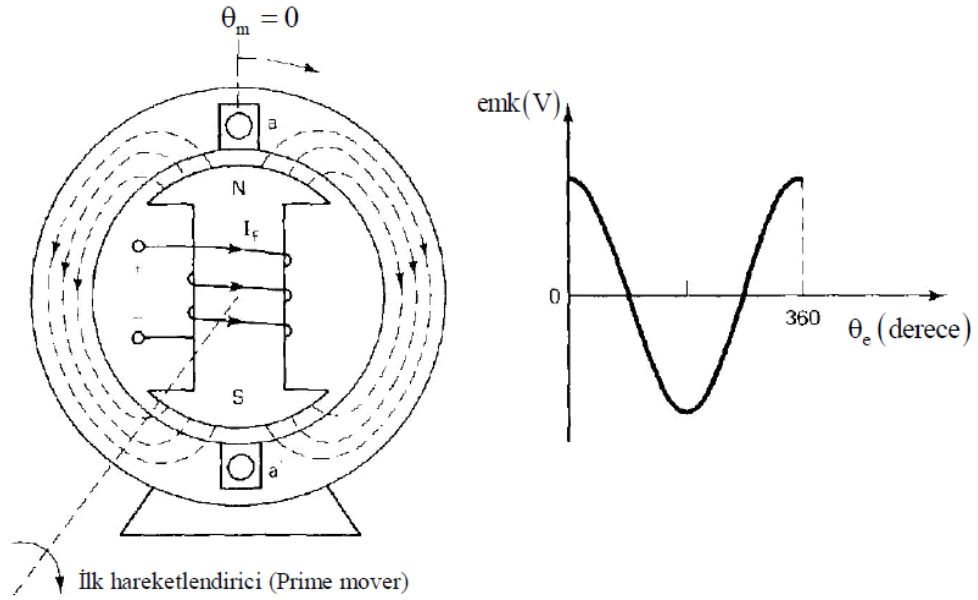 θm = 0
a
N
If
+
−
S
a
İlk hareketlendirici (Prime mover)
emk(V)
0
360
θe (derece)